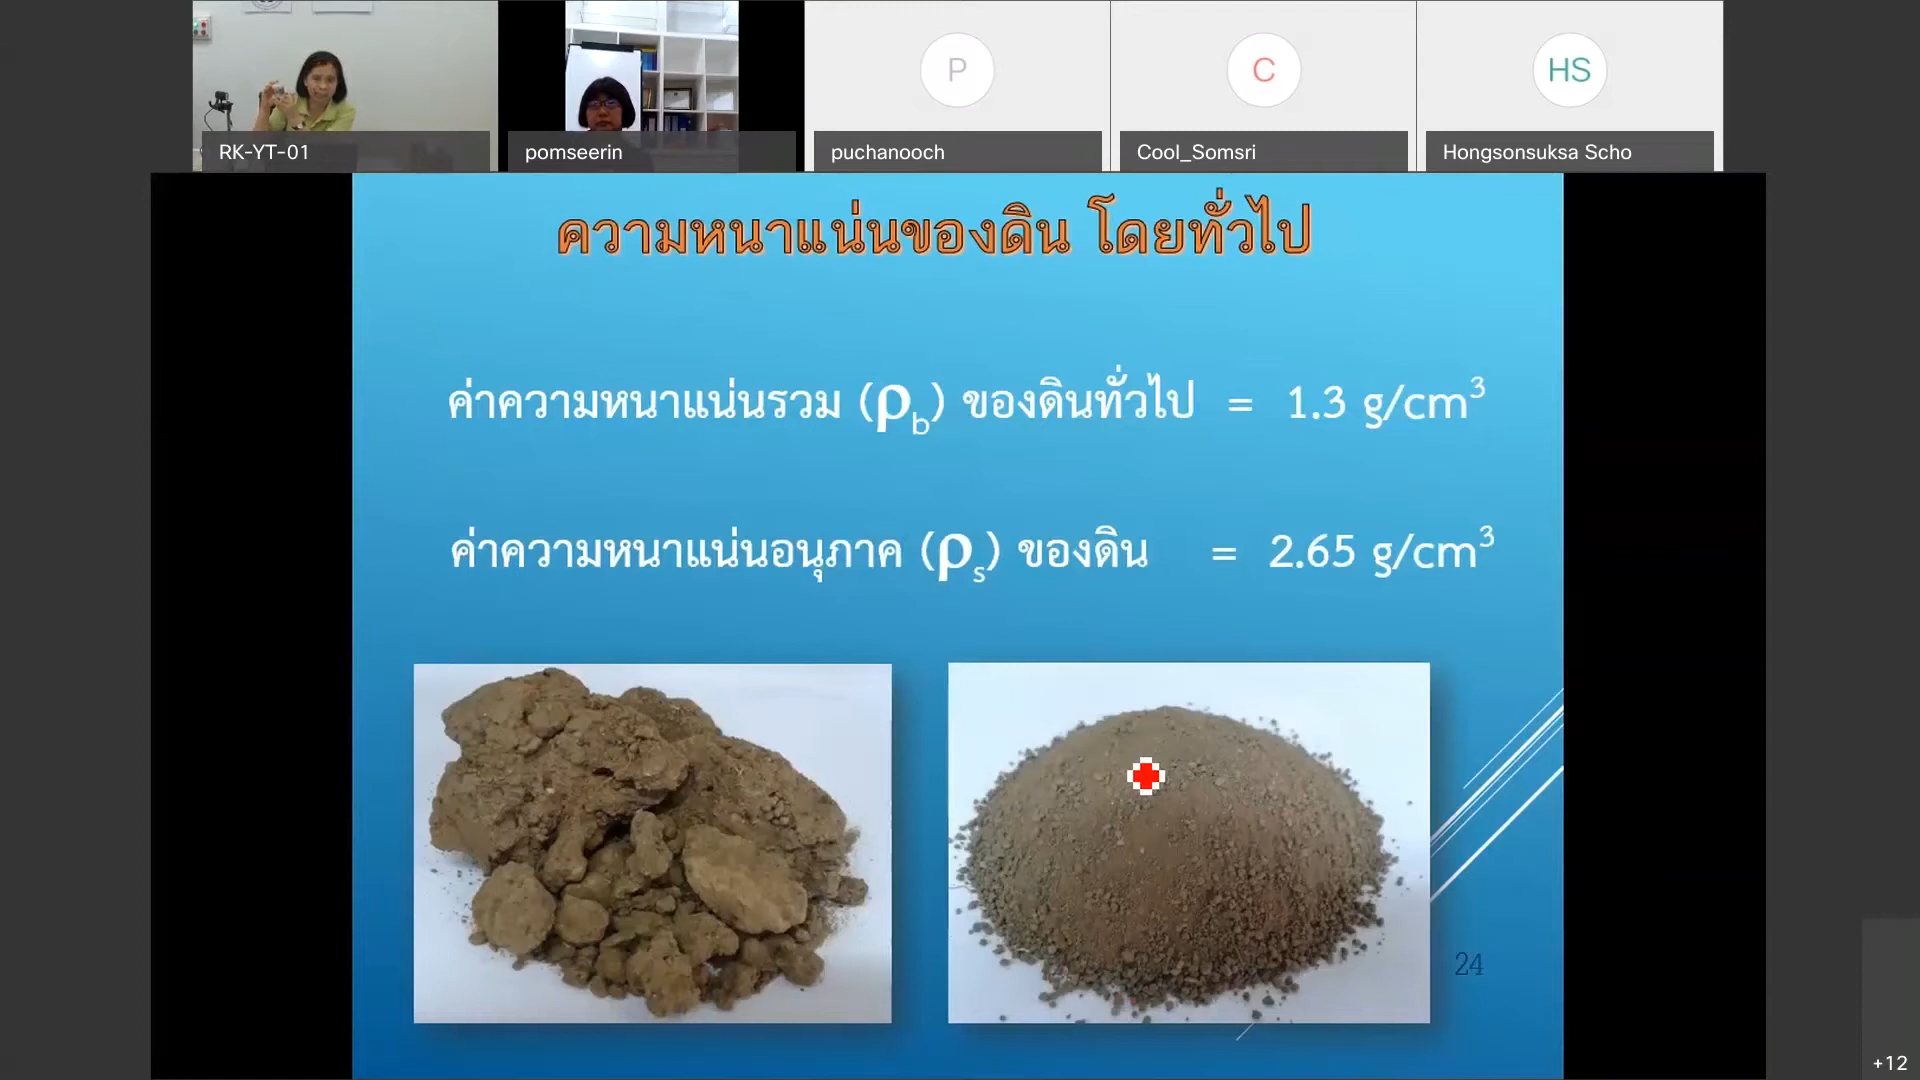 RK-YT-01
pomseerin
P
puchanooch
C
Cool_Somsri
HS
Hongsonsuksa Scho
ความหนาแน่นของดิน โดยทั่วไป
ค่าความหนาแน่นรวม (ρb) ของดินทั่วไป = 1.3 g/cm³
ค่าความหนาแน่นอนุภาค (ρs) ของดิน = 2.65 g/cm³
24
+12